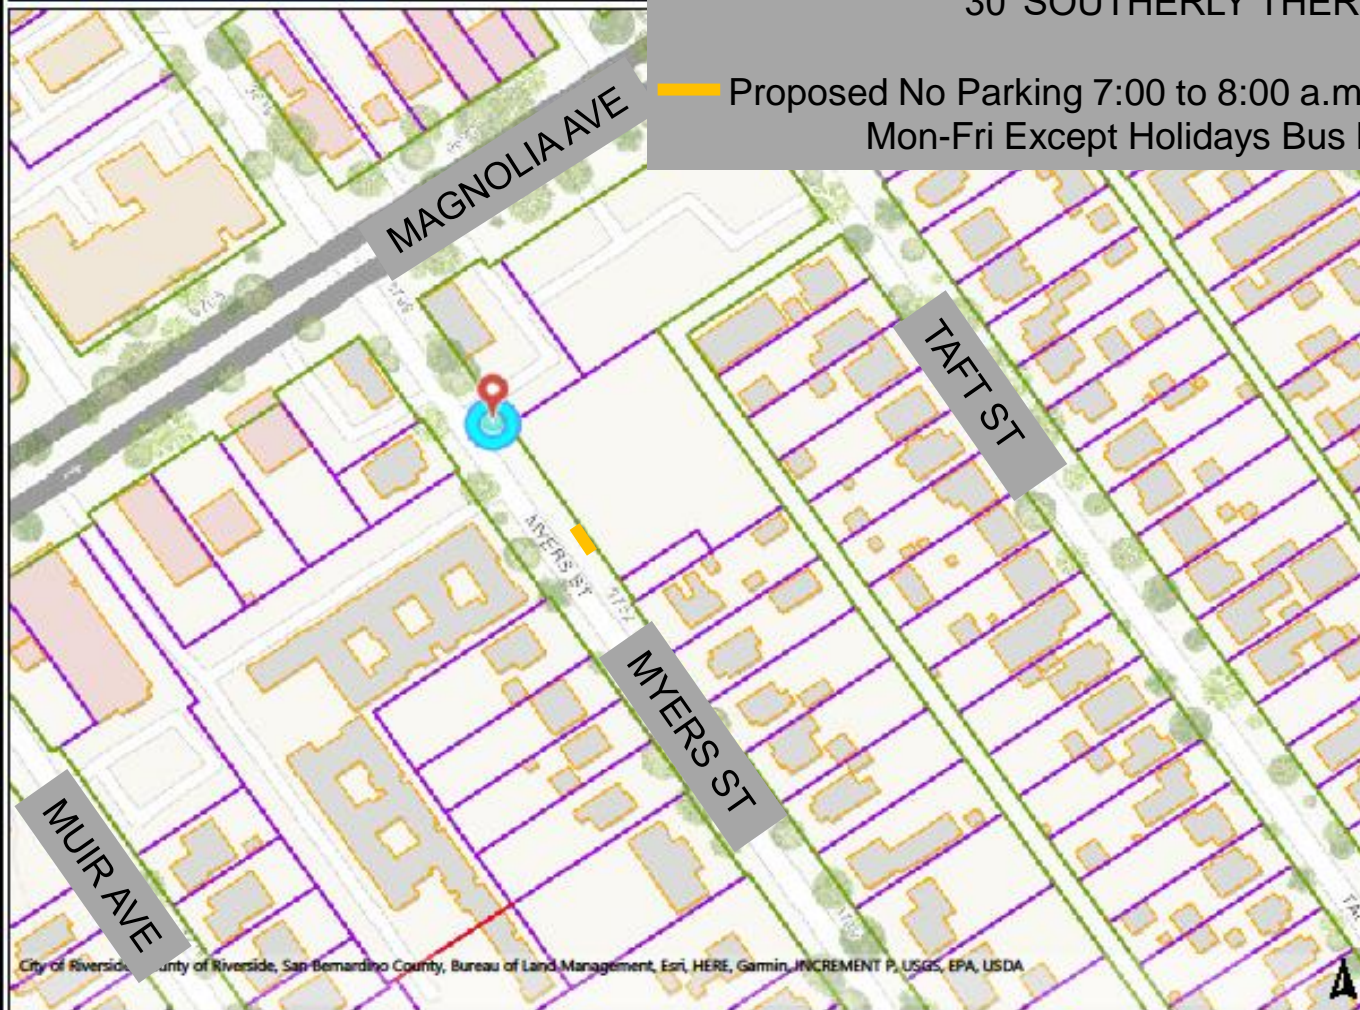 30' SOUTHERLY THER
Proposed No Parking 7:00 to 8:00 a.m
Mon-Fri Except Holidays Bus
MAGNOLIA AVE
TAFT ST
MYERS ST
MYERS ST
MUIR AVE
City of Riverside, County of Riverside, San Bernardino County, Bureau of Land Management, Esri, HERE, Garmin, INCREMENT P, USGS, EPA, USDA